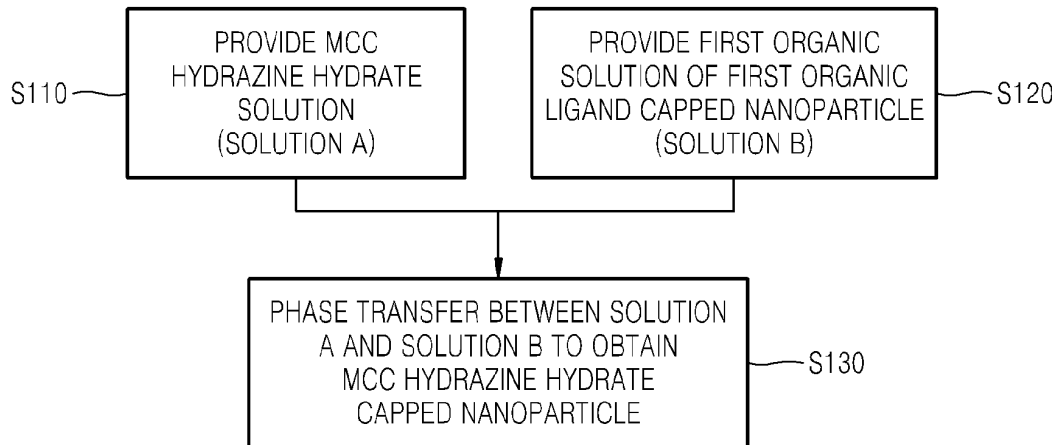 S110
PROVIDE MCC
HYDRAZINE HYDRATE
SOLUTION
(SOLUTION A)
PROVIDE FIRST ORGANIC
SOLUTION OF FIRST ORGANIC
LIGAND CAPPED NANOPARTICLE
(SOLUTION B)
S120
PHASE TRANSFER BETWEEN SOLUTION
A AND SOLUTION B TO OBTAIN
MCC HYDRAZINE HYDRATE
CAPPED NANOPARTICLE
S130